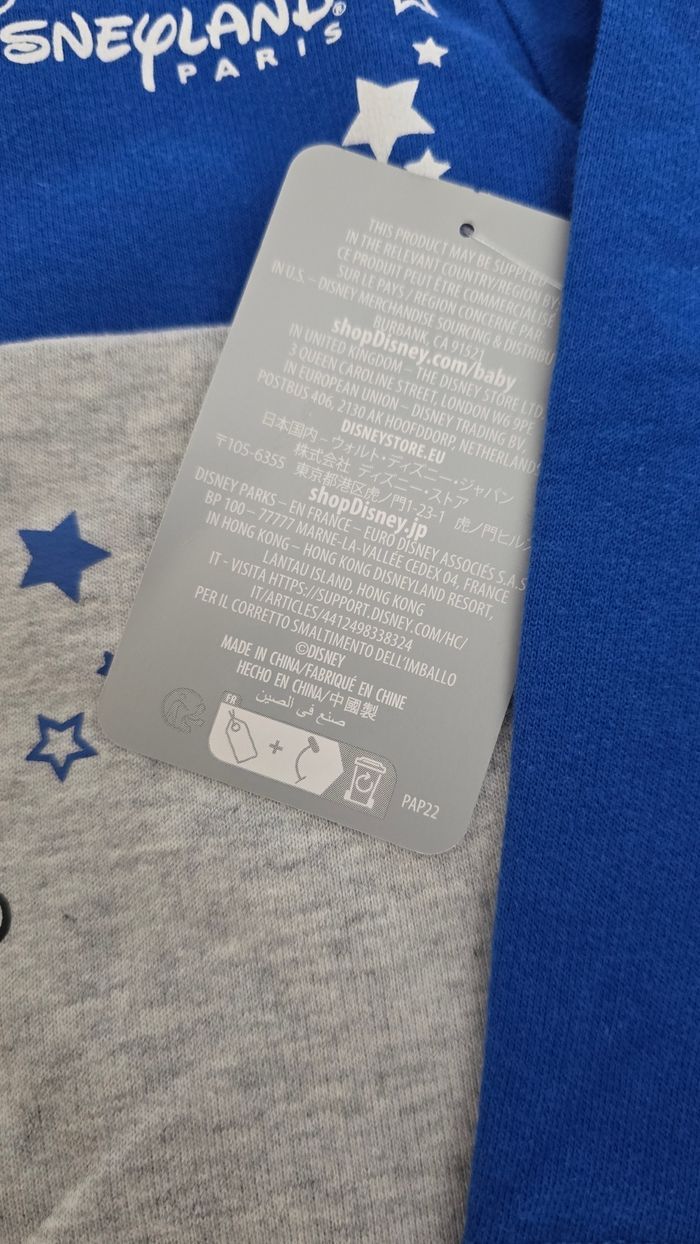 SNEYLAND®
PARIS
THIS PRODUCT MAY BE SUPPLIED
IN THE RELEVANT COUNTRY/REGION BY
CE PRODUIT PEUT ÊTRE COMMERCIALISÉ
SUR LE PAYS / RÉGION CONCERNÉ PAR
IN U.S. – DISNEY MERCHANDISE SOURCING & DISTRIBU
BURBANK, CA 91521
shopDisney.com/baby
IN UNITED KINGDOM – THE DISNEY STORE LTD
3 QUEEN CAROLINE STREET, LONDON W6 9PE
IN EUROPEAN UNION – DISNEY TRADING BV
POSTBUS 406, 2130 AK HOOFDDORP, NETHERLAND
DISNEYSTORE.EU
日本国内 – ウォルト・ディズニー・ジャパン
株式会社 ディズニー・ストア
〒105-6355 東京都港区虎ノ門1-23-1 虎ノ門ヒル
shopDisney.jp
DISNEY PARKS – EN FRANCE – EURO DISNEY ASSOCIÉS S.A.S
BP 100 – 77777 MARNE-LA-VALLÉE CEDEX 04, FRANCE
IN HONG KONG – HONG KONG DISNEYLAND RESORT,
LANTAU ISLAND, HONG KONG
IT - VISITA HTTPS://SUPPORT.DISNEY.COM/HC/
IT/ARTICLES/4412498338324
PER IL CORRETTO SMALTIMENTO DELL'IMBALLO
©DISNEY
MADE IN CHINA/FABRIQUÉ EN CHINE
HECHO EN CHINA/中國製
صنع في الصين
FR
+
PAP22